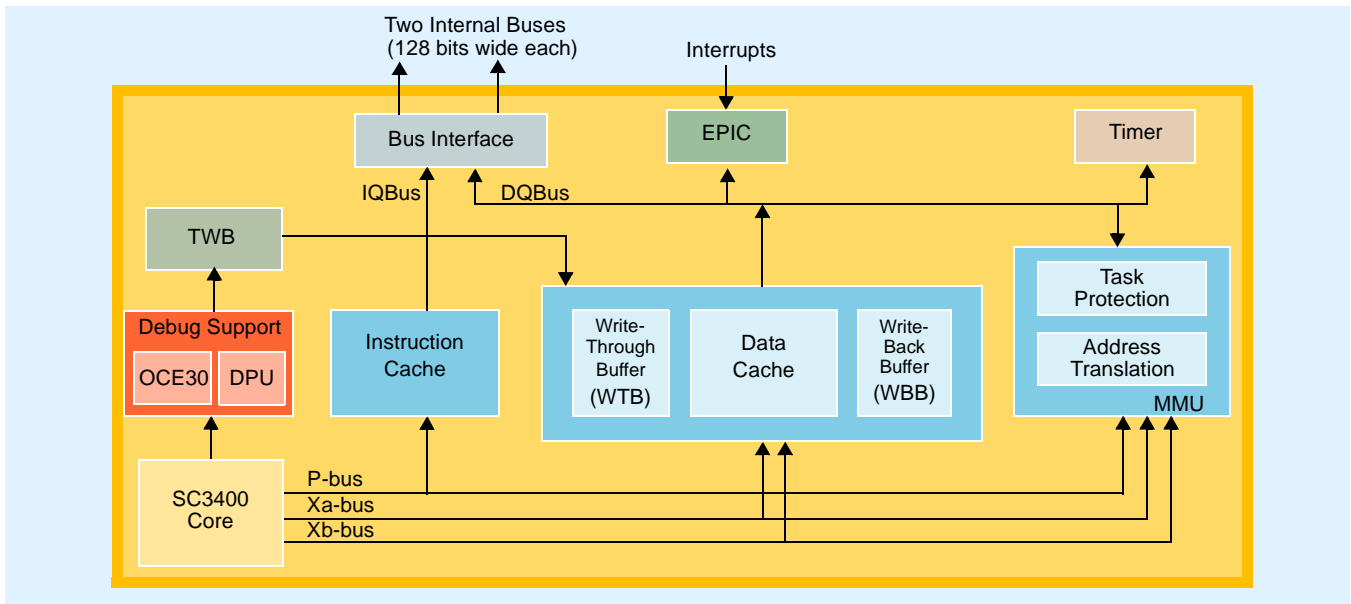 Two Internal Buses
(128 bits wide each)
Interrupts
Bus Interface
EPIC
Timer
IQBus
DQBus
TWB
Task
Protection
Address
Translation
MMU
Debug Support
OCE30
DPU
Instruction
Cache
Write-
Through
Buffer
(WTB)
Data
Cache
Write-
Back
Buffer
(WBB)
SC3400
Core
P-bus
Xa-bus
Xb-bus